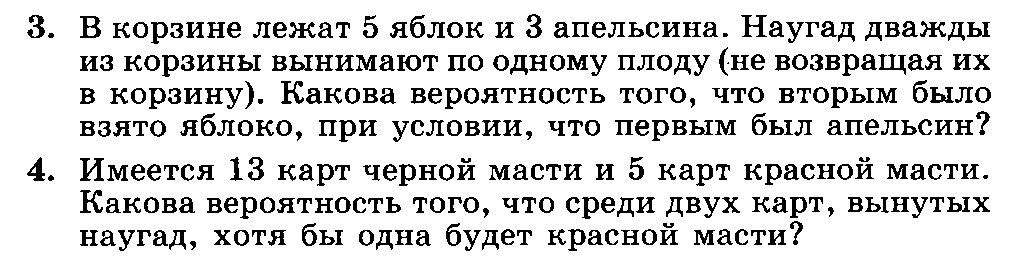 3. В корзине лежат 5 яблок и 3 апельсина. Наугад дважды
из корзины вынимают по одному плоду (не возвращая их
в корзину). Какова вероятность того, что вторым было
взято яблоко, при условии, что первым был апельсин?
4. Имеется 13 карт черной масти и 5 карт красной масти.
Какова вероятность того, что среди двух карт, вынутых
наугад, хотя бы одна будет красной масти?